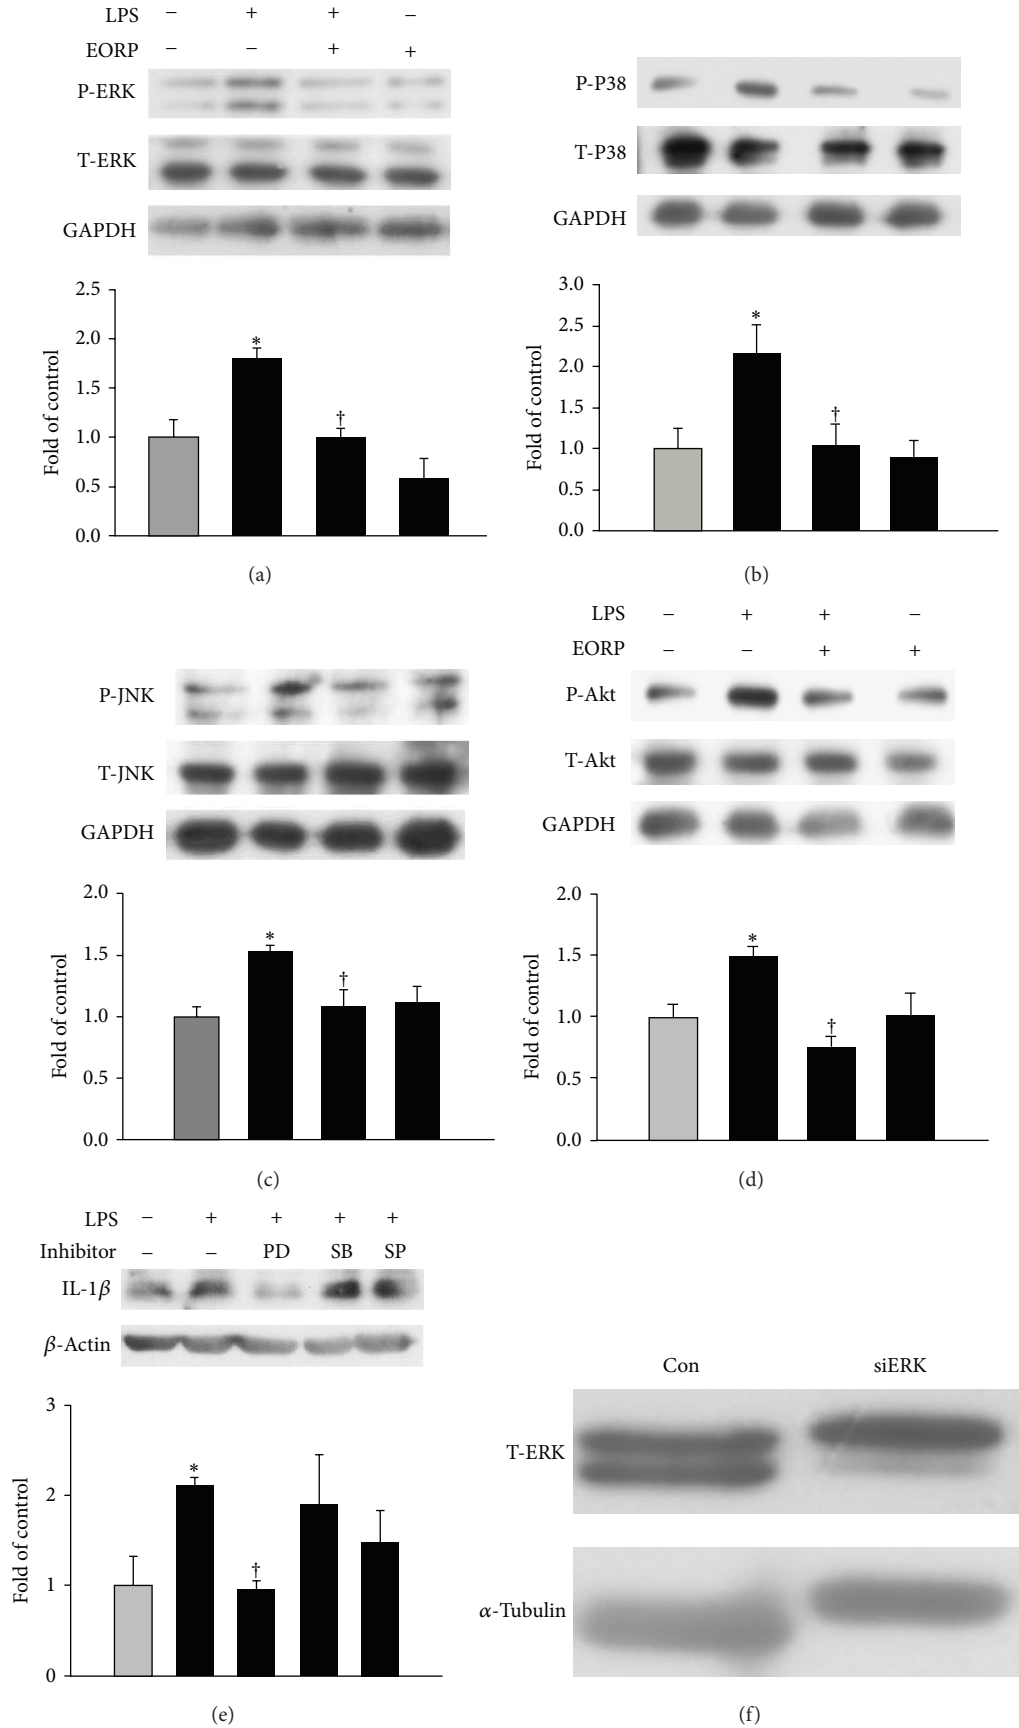 LPS − + + −
EORP − − + +
P-ERK
T-ERK
GAPDH
2.5
2.0
1.5
1.0
0.5
0.0
Fold of control
*
†
(a)
P-P38
T-P38
GAPDH
3.0
2.5
2.0
1.5
1.0
0.5
0.0
Fold of control
*
†
(b)
P-JNK
T-JNK
GAPDH
2.0
1.5
1.0
0.5
0.0
Fold of control
*
†
(c)
LPS − + + −
EORP − − + +
P-Akt
T-Akt
GAPDH
2.0
1.5
1.0
0.5
0.0
Fold of control
*
†
(d)
LPS − + + + +
Inhibitor − − PD SB SP
IL-1β
β-Actin
3
2
1
0
Fold of control
*
†
(e)
Con siERK
T-ERK
α-Tubulin
(f)